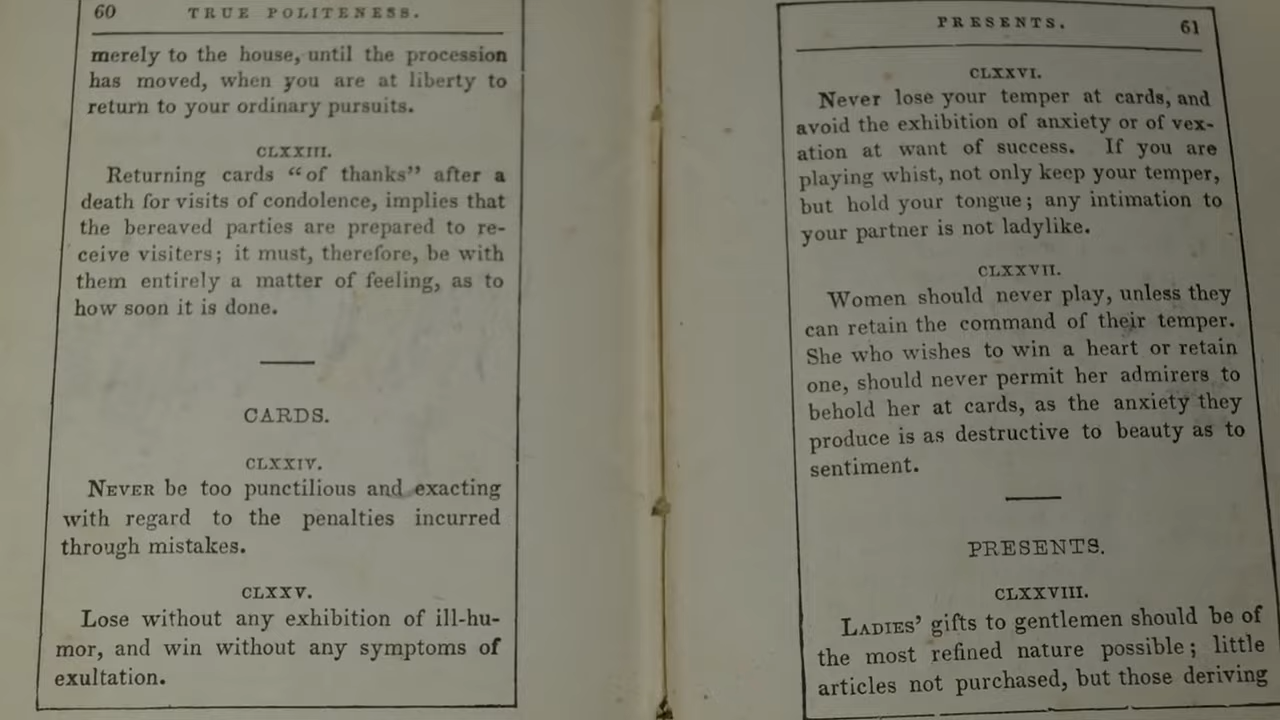 60 TRUE POLITENESS.
merely to the house, until the procession
has moved, when you are at liberty to
return to your ordinary pursuits.
CLXXIII.
Returning cards “of thanks” after a
death for visits of condolence, implies that
the bereaved parties are prepared to re-
ceive visiters; it must, therefore, be with
them entirely a matter of feeling, as to
how soon it is done.
CARDS.
CLXXIV.
NEVER be too punctilious and exacting
with regard to the penalties incurred
through mistakes.
CLXXV.
Lose without any exhibition of ill-hu-
mor, and win without any symptoms of
exultation.
PRESENTS. 61
CLXXVI.
Never lose your temper at cards, and
avoid the exhibition of anxiety or of vex-
ation at want of success. If you are
playing whist, not only keep your temper,
but hold your tongue; any intimation to
your partner is not ladylike.
CLXXVII.
Women should never play, unless they
can retain the command of their temper.
She who wishes to win a heart or retain
one, should never permit her admirers to
behold her at cards, as the anxiety they
produce is as destructive to beauty as to
sentiment.
PRESENTS.
CLXXVIII.
LADIES’ gifts to gentlemen should be of
the most refined nature possible; little
articles not purchased, but those deriving